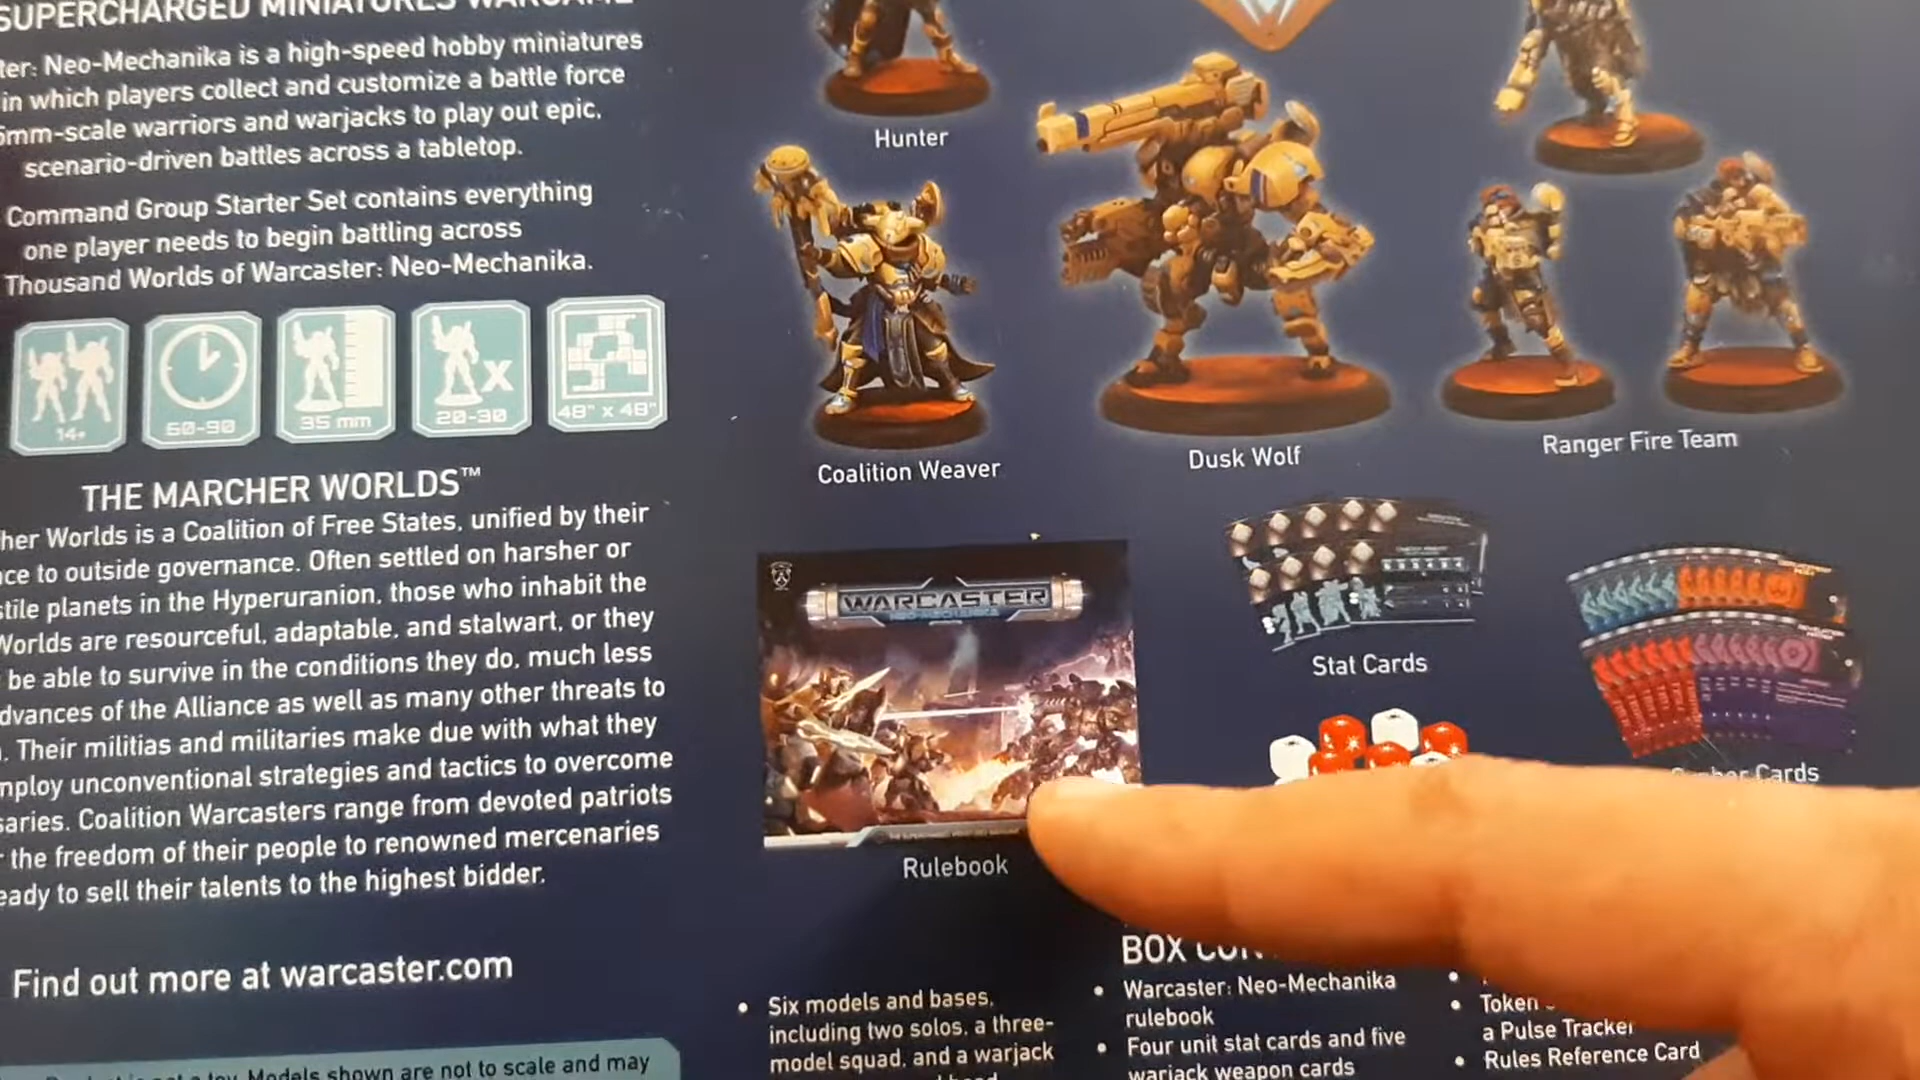 SUPERCHARGED MINIATURES WARGAME
ter: Neo-Mechanika is a high-speed hobby miniatures
in which players collect and customize a battle force
5mm-scale warriors and warjacks to play out epic,
scenario-driven battles across a tabletop.
Command Group Starter Set contains everything
one player needs to begin battling across
Thousand Worlds of Warcaster: Neo-Mechanika.
14+
60-90
35 mm
X
20-30
48" x 48"
THE MARCHER WORLDS™
her Worlds is a Coalition of Free States, unified by their
ce to outside governance. Often settled on harsher or
stile planets in the Hyperuranion, those who inhabit the
Worlds are resourceful, adaptable, and stalwart, or they
be able to survive in the conditions they do, much less
dvances of the Alliance as well as many other threats to
. Their militias and militaries make due with what they
mploy unconventional strategies and tactics to overcome
saries. Coalition Warcasters range from devoted patriots
r the freedom of their people to renowned mercenaries
eady to sell their talents to the highest bidder.
Find out more at warcaster.com
not a toy. Models shown are not to scale and may
Hunter
Coalition Weaver
Dusk Wolf
Ranger Fire Team
WARCASTER
NEO-MECHANIKA
Rulebook
Stat Cards
Cards
BOX CON
Six models and bases,
including two solos, a three-
model squad, and a warjack
Warcaster: Neo-Mechanika
rulebook
Four unit stat cards and five
warjack weapon cards
Token
a Pulse Tracker
Rules Reference Card